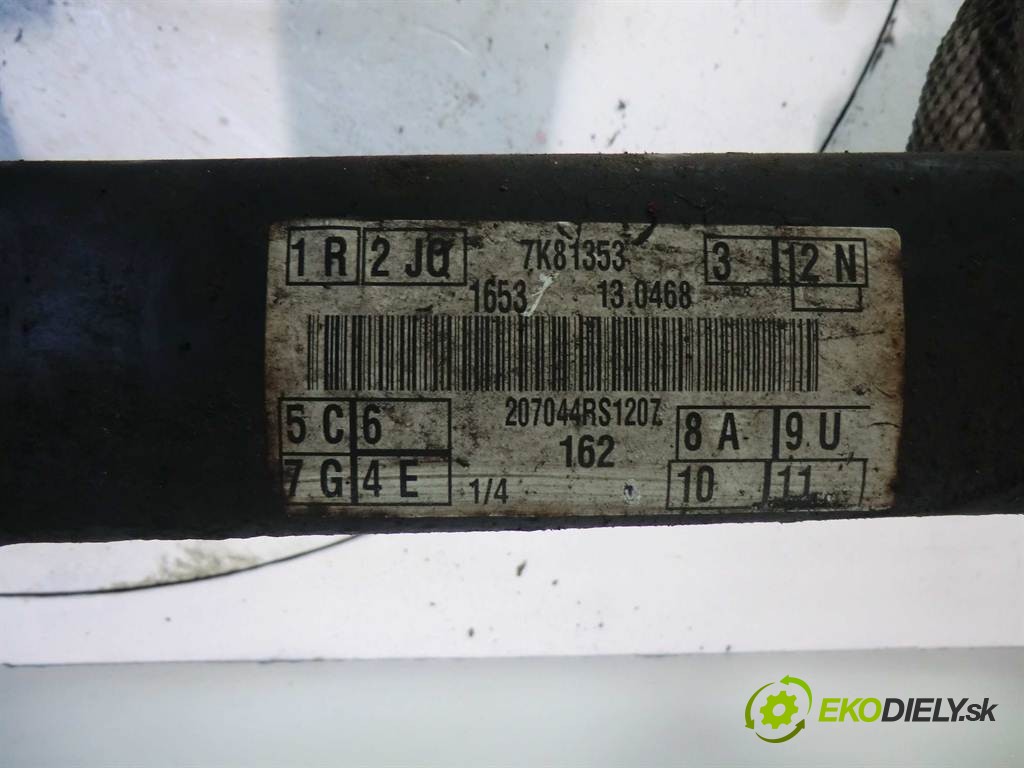 1 R 2 JQ 7K81353 3 12 N
1653 13.0468
207044RS1207
5 C 6 162 8 A 9 U
7 G 4 E 1/4 10 11
EKODIELY.sk